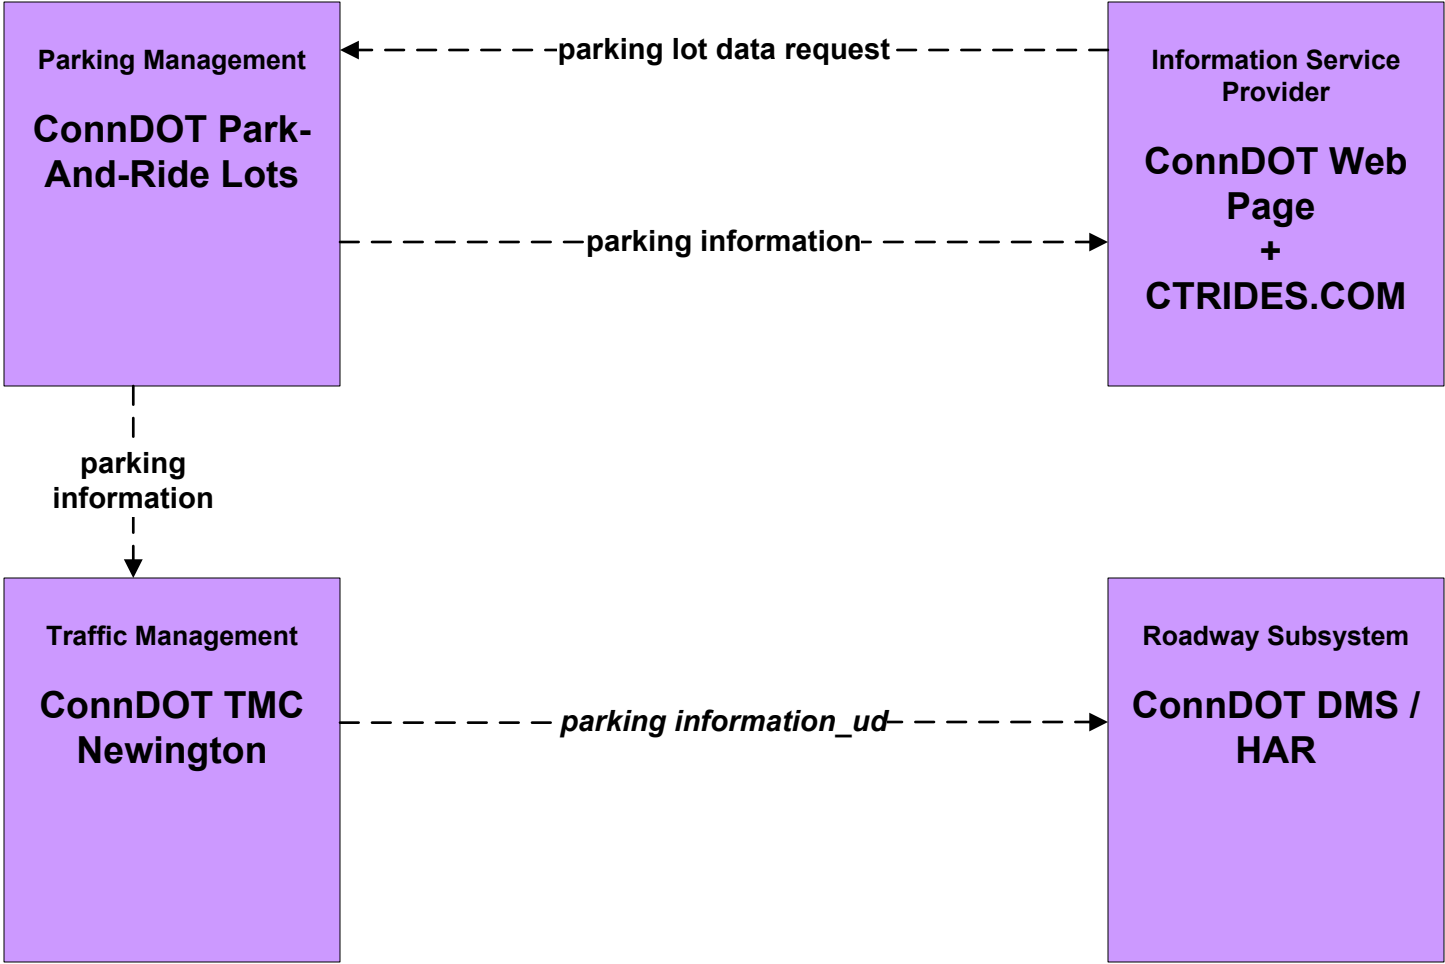 Parking Management
ConnDOT Park-
And-Ride Lots
parking lot data request
Information Service
Provider
ConnDOT Web
Page
+
CTRIDES.COM
parking information
parking
information
Traffic Management
ConnDOT TMC
Newington
parking information_ud
Roadway Subsystem
ConnDOT DMS /
HAR